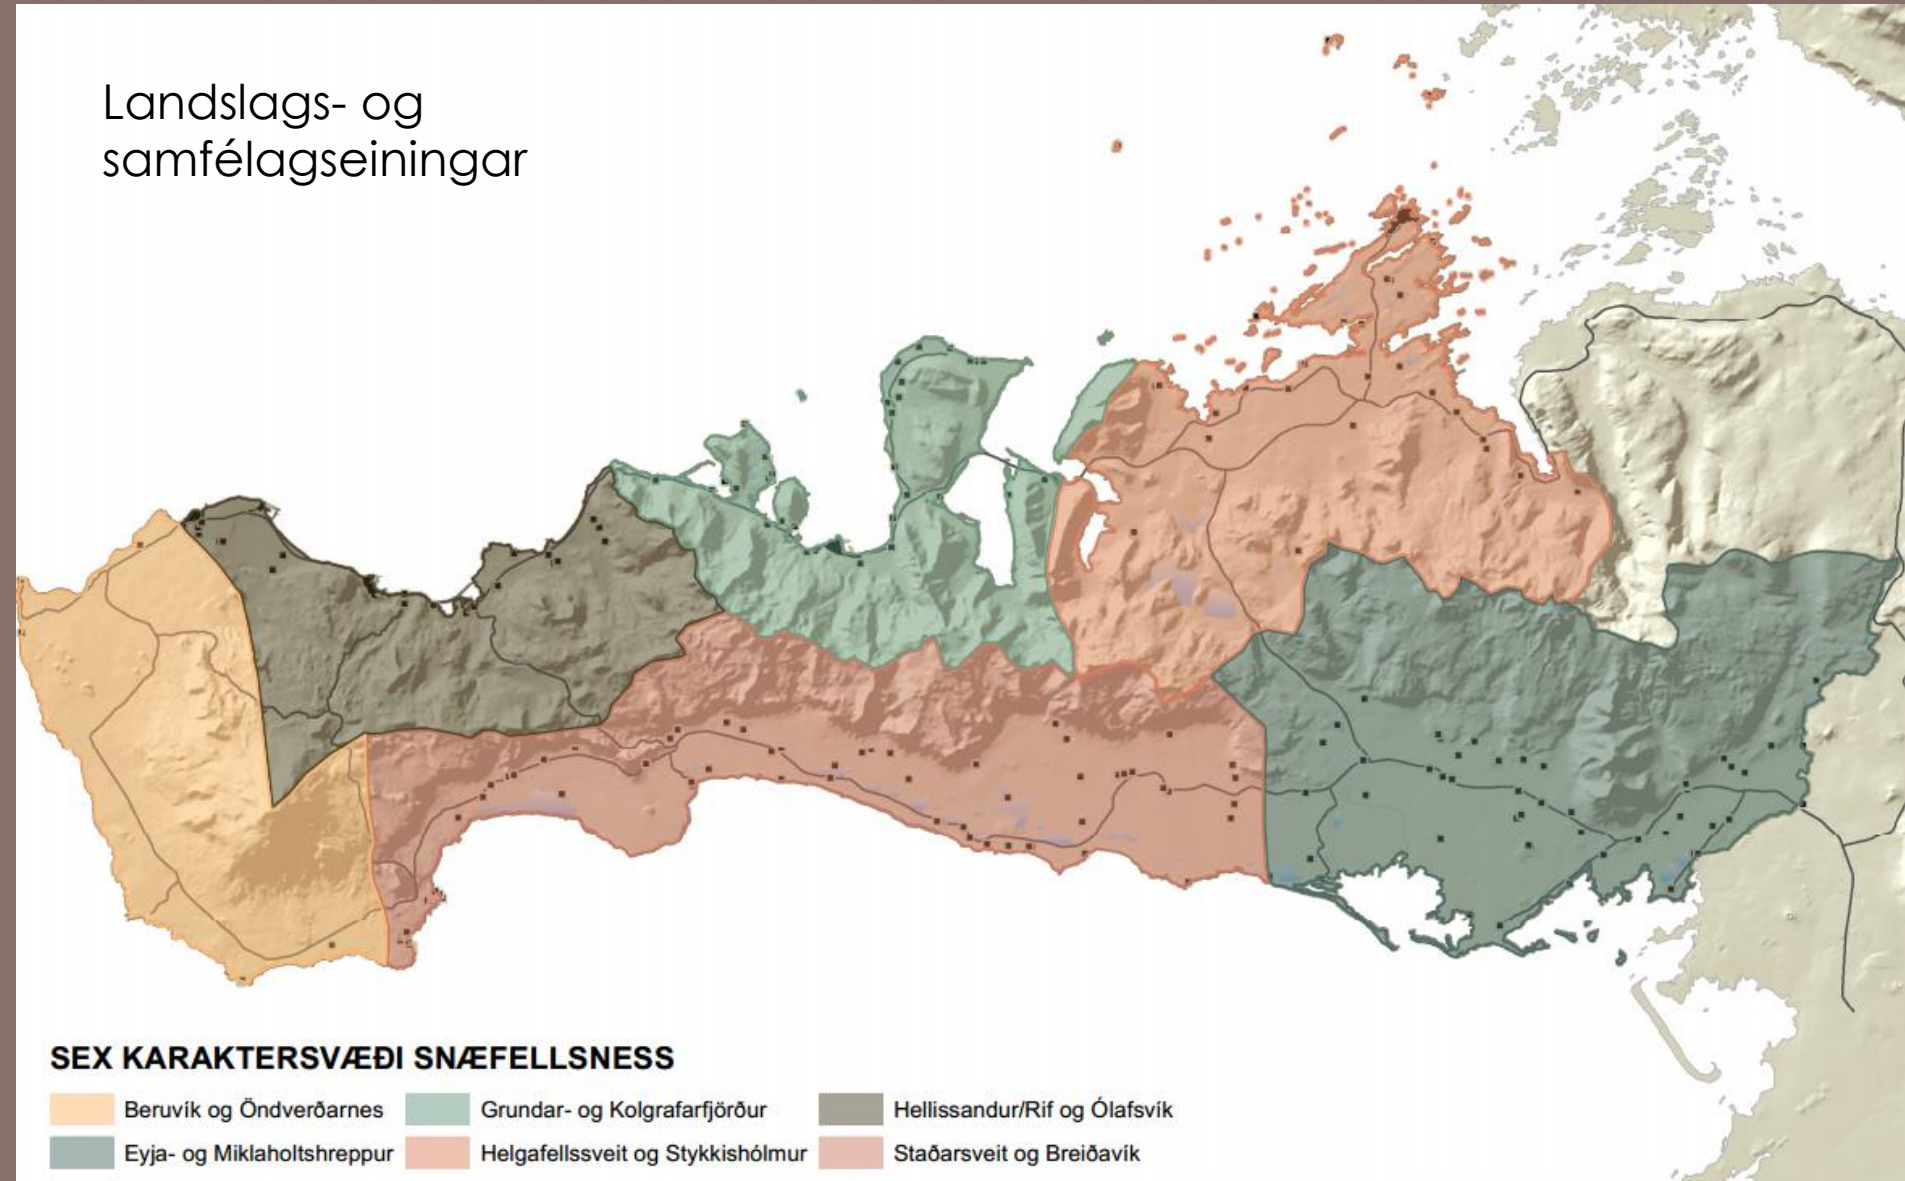 Landslags- og
samfélagseiningar
SEX KARAKTERSVÆÐI SNÆFELLSNESS
Beruvík og Öndverðarnes
Grundar- og Kolgrafarfjörður
Hellissandur/Rif og Ólafsvík
Eyja- og Miklaholtshreppur
Helgafellssveit og Stykkishólmur
Staðarsveit og Breiðavík